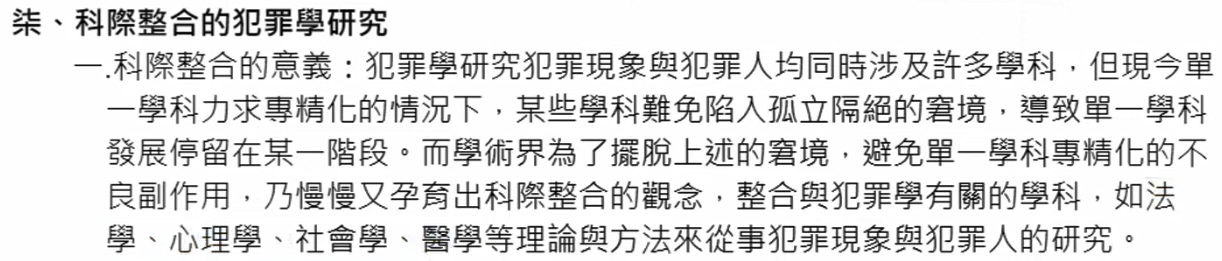 柒、科際整合的犯罪學研究
一.科際整合的意義：犯罪學研究犯罪現象與犯罪人均同時涉及許多學科，但現今單
一學科力求專精化的情況下，某些學科難免陷入孤立隔絕的窘境，導致單一學科
發展停留在某一階段。而學術界為了擺脫上述的窘境，避免單一學科專精化的不
良副作用，乃慢慢又孕育出科際整合的觀念，整合與犯罪學有關的學科，如法
學、心理學、社會學、醫學等理論與方法來從事犯罪現象與犯罪人的研究。